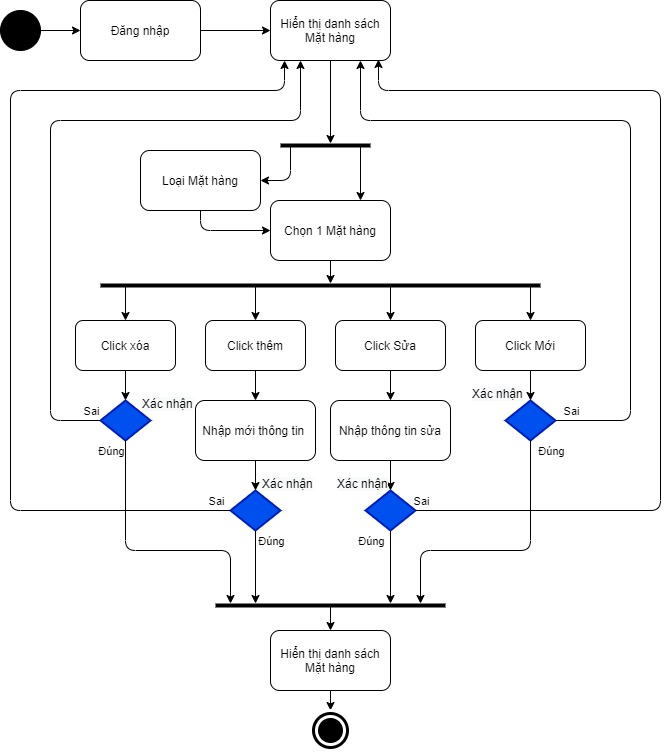 Đăng nhập
Hiển thị danh sách
Mặt hàng
Loại Mặt hàng
Chọn 1 Mặt hàng
Click xóa
Click thêm
Click Sửa
Click Mới
Xác nhận
Sai
Đúng
Xác nhận
Sai
Đúng
Nhập mới thông tin
Nhập thông tin sửa
Xác nhận
Sai
Đúng
Xác nhận
Sai
Đúng
Hiển thị danh sách
Mặt hàng